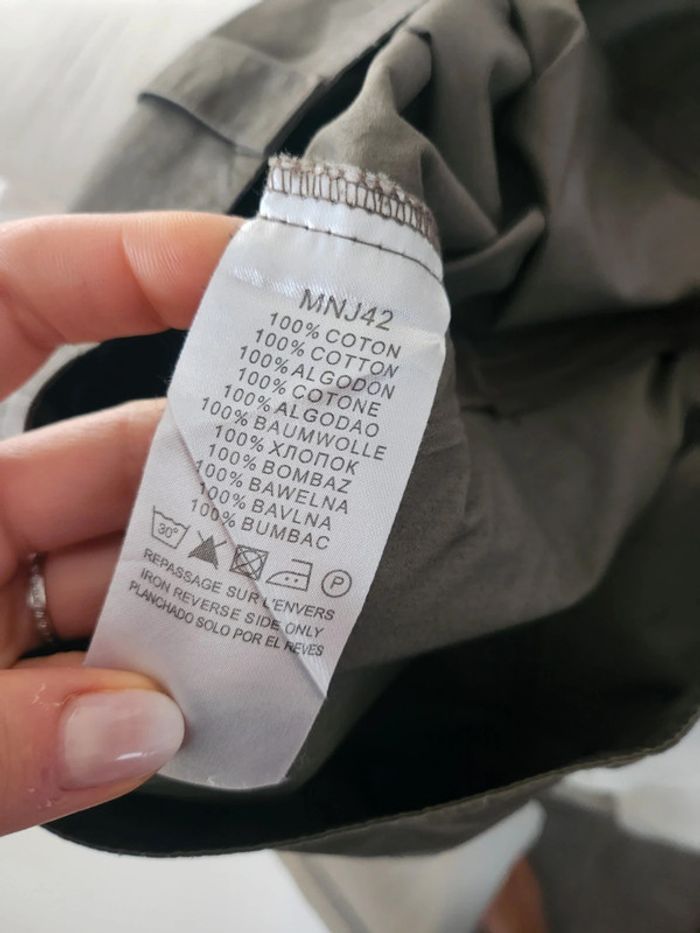 MNJ42
100% COTON
100% COTTON
100% ALGODON
100% COTONE
100% ALGODAO
100% BAUMWOLLE
100% ХЛОПОК
100% BOMBAZ
100% BAWELNA
100% BAVLNA
100% BUMBAC
30° P
REPASSAGE SUR L'ENVERS
IRON REVERSE SIDE ONLY
PLANCHADO SOLO POR EL REVES